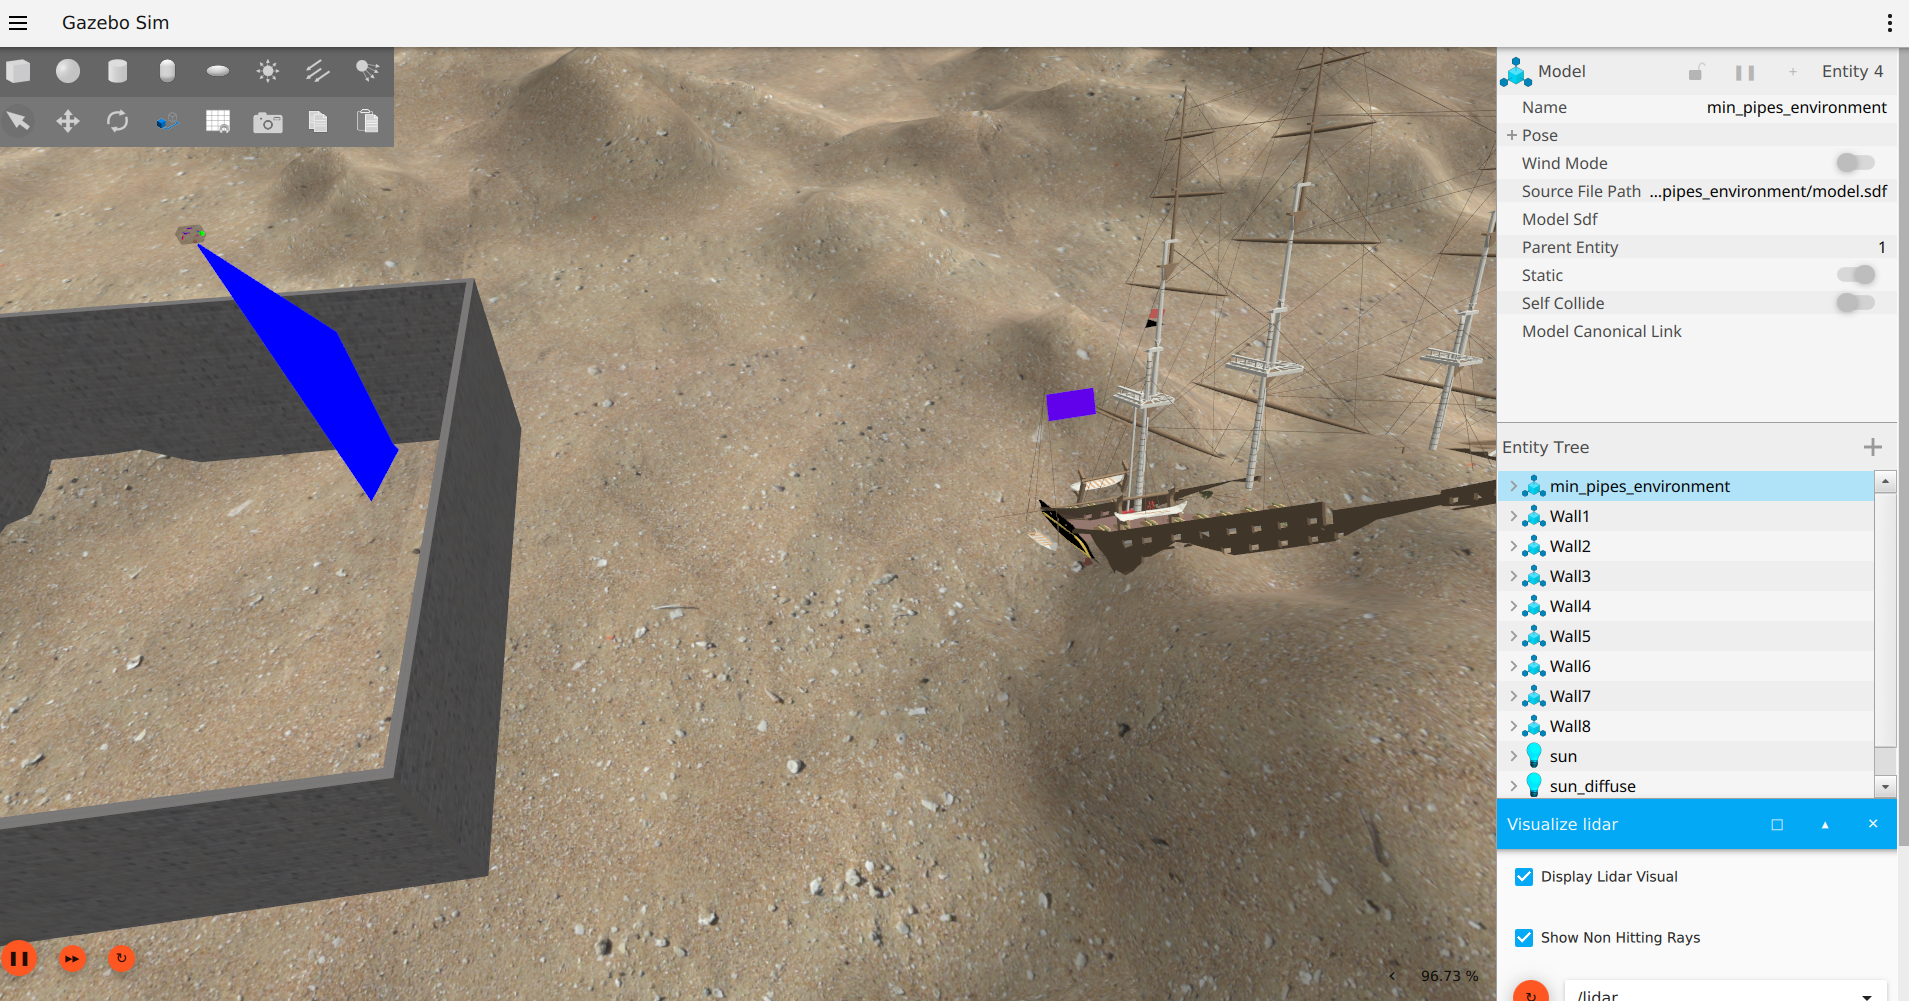 Gazebo Sim
Model
Entity 4
Name
min_pipes_environment
Pose
Wind Mode
Source File Path
...pipes_environment/model.sdf
Model Sdf
Parent Entity
1
Static
Self Collide
Model Canonical Link
Entity Tree
min_pipes_environment
Wall1
Wall2
Wall3
Wall4
Wall5
Wall6
Wall7
Wall8
sun
sun_diffuse
Visualize lidar
Display Lidar Visual
Show Non Hitting Rays
96.73 %
/lidar